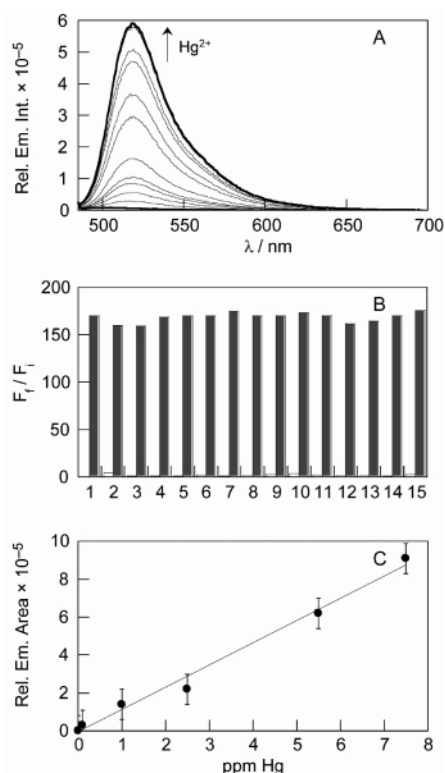 6
5
4
3
2
1
0
Rel. Em. Int. × 10⁻⁵
Hg²⁺
A
500 550 600 650 700
λ / nm
200
150
100
50
0
F_f / F_i
B
1 2 3 4 5 6 7 8 9 10 11 12 13 14 15
10
8
6
4
2
0
Rel. Em. Area × 10⁻⁵
C
0 1 2 3 4 5 6 7 8
ppm Hg